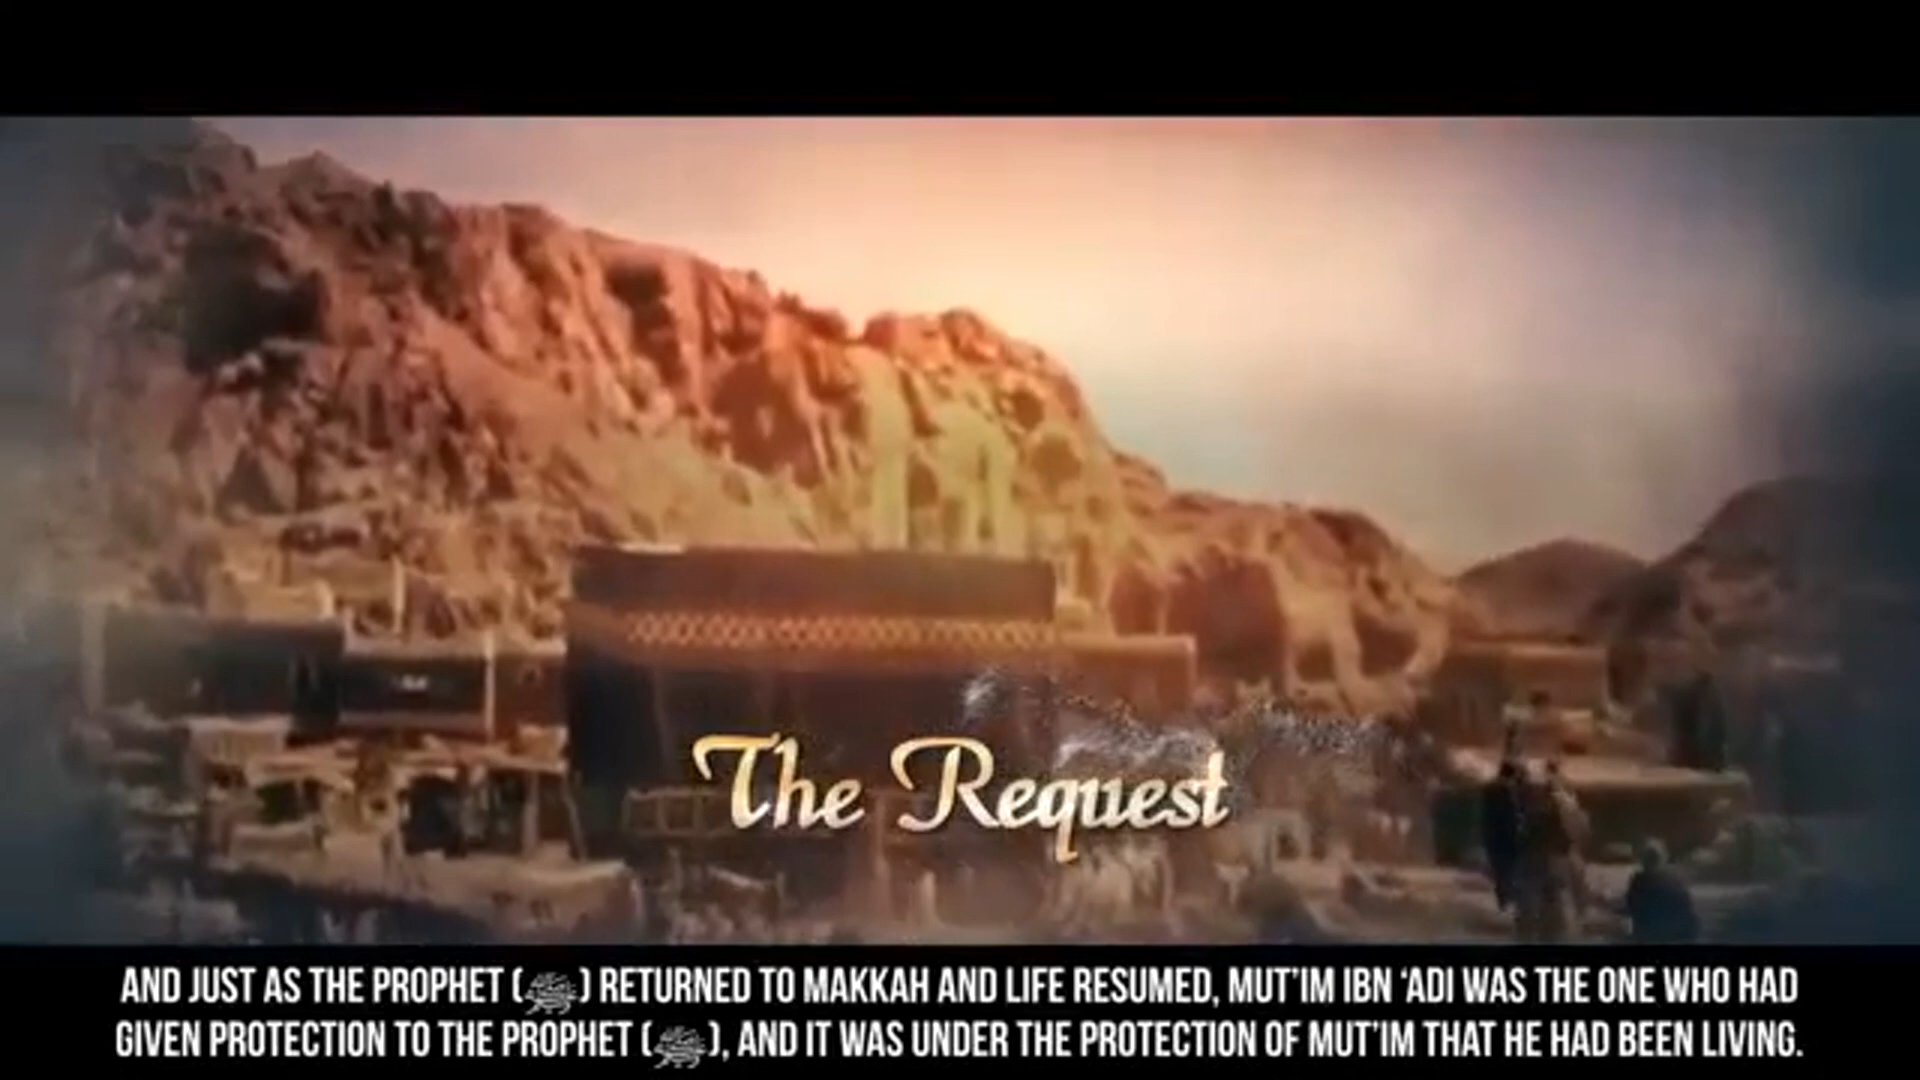 The Request
AND JUST AS THE PROPHET (ﷺ) RETURNED TO MAKKAH AND LIFE RESUMED, MUT'IM IBN ‘ADI WAS THE ONE WHO HAD
GIVEN PROTECTION TO THE PROPHET (ﷺ), AND IT WAS UNDER THE PROTECTION OF MUT'IM THAT HE HAD BEEN LIVING.